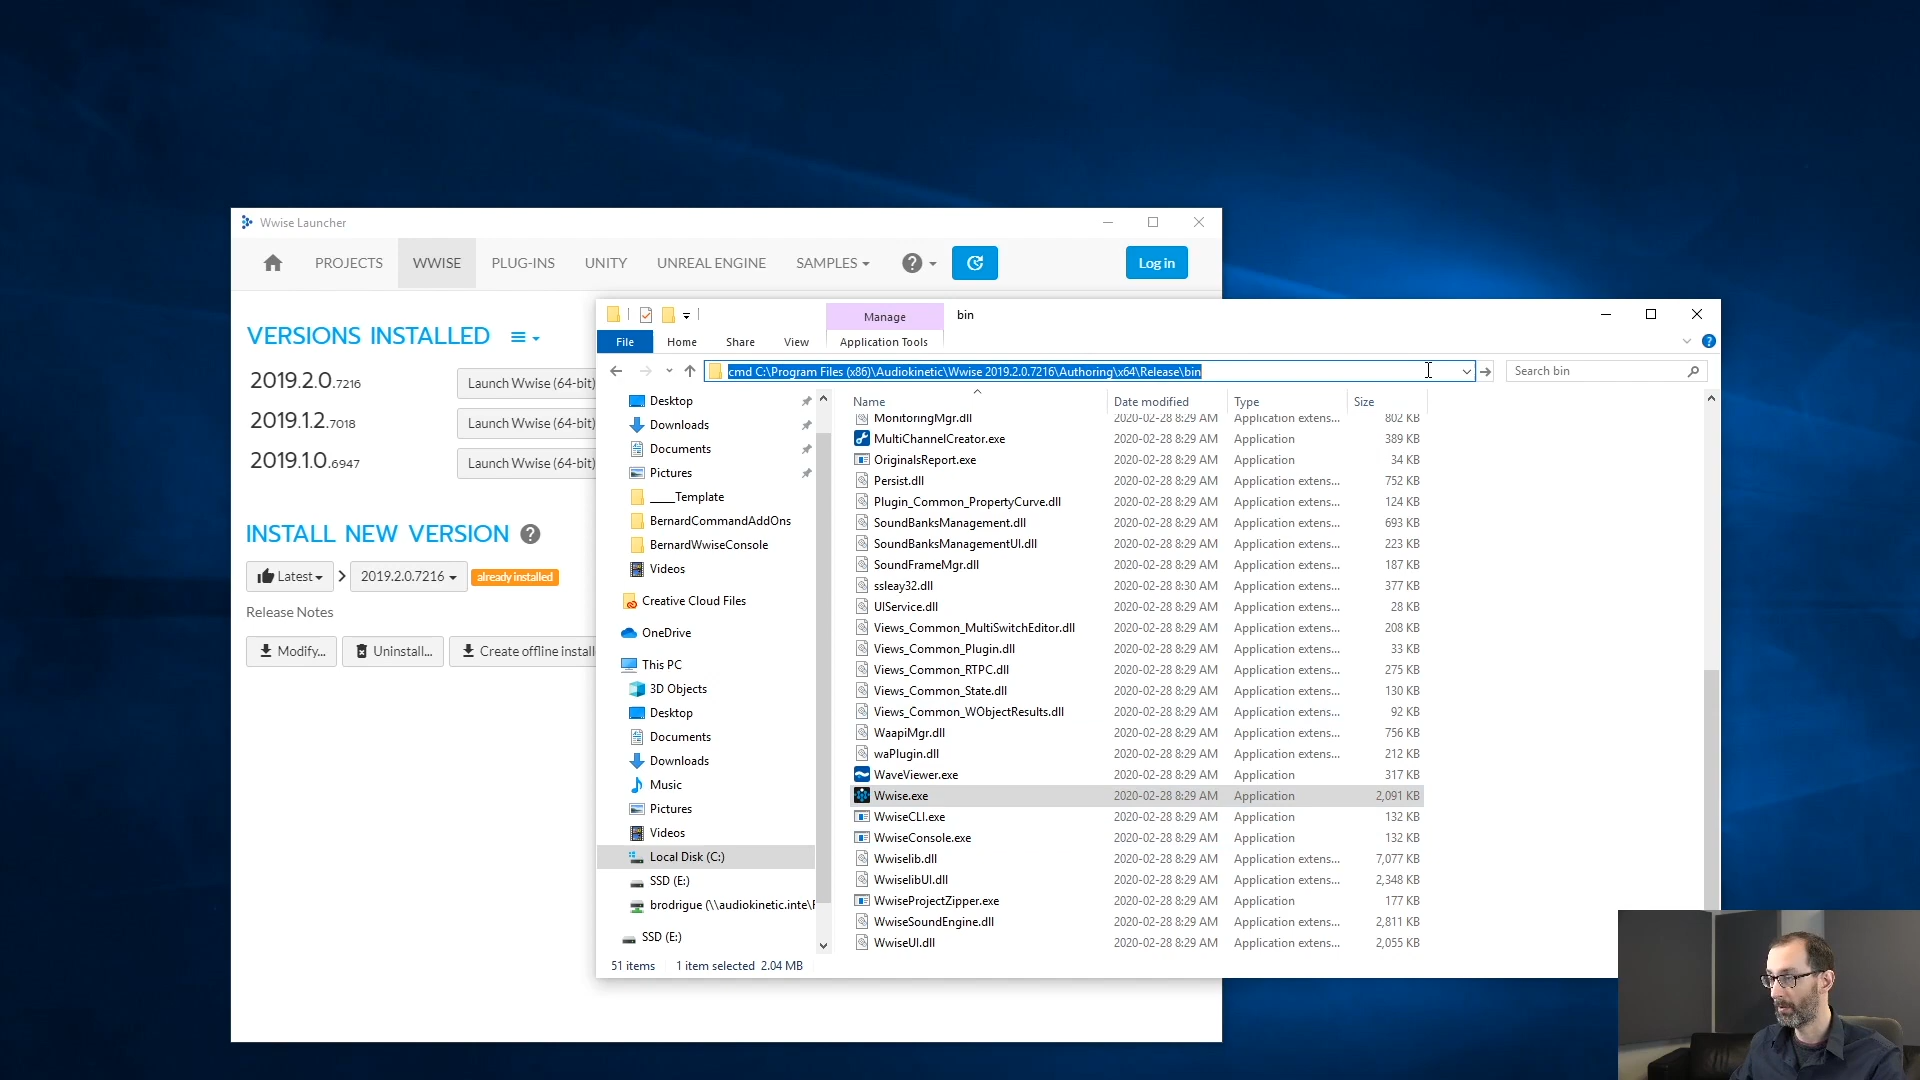 Wwise Launcher
PROJECTS
WWISE
PLUG-INS
UNITY
UNREAL ENGINE
SAMPLES
Log in
VERSIONS INSTALLED
2019.2.0.7216
Launch Wwise (64-bit)
2019.1.2.7018
Launch Wwise (64-bit)
2019.1.0.6947
Launch Wwise (64-bit)
INSTALL NEW VERSION
Latest
2019.2.0.7216
already installed
Release Notes
Modify...
Uninstall...
Create offline install
Manage
bin
File
Home
Share
View
Application Tools
cmd C:\Program Files (x86)\Audiokinetic\Wwise 2019.2.0.7216\Authoring\x64\Release\bin
Search bin
Desktop
Downloads
Documents
Pictures
____Template
BernardCommandAddOns
BernardWwiseConsole
Videos
Creative Cloud Files
OneDrive
This PC
3D Objects
Desktop
Documents
Downloads
Music
Pictures
Videos
Local Disk (C:)
SSD (E:)
brodrigue (\\audiokinetic.inte\
SSD (E:)
Name Date modified Type Size
MonitoringMgr.dll 2020-02-28 8:29 AM Application extens... 802 KB
MultiChannelCreator.exe 2020-02-28 8:29 AM Application 389 KB
OriginalsReport.exe 2020-02-28 8:29 AM Application 34 KB
Persist.dll 2020-02-28 8:29 AM Application extens... 752 KB
Plugin_Common_PropertyCurve.dll 2020-02-28 8:29 AM Application extens... 124 KB
SoundBanksManagement.dll 2020-02-28 8:29 AM Application extens... 693 KB
SoundBanksManagementUI.dll 2020-02-28 8:29 AM Application extens... 223 KB
SoundFrameMgr.dll 2020-02-28 8:29 AM Application extens... 187 KB
ssleay32.dll 2020-02-28 8:30 AM Application extens... 377 KB
UIService.dll 2020-02-28 8:29 AM Application extens... 28 KB
Views_Common_MultiSwitchEditor.dll 2020-02-28 8:29 AM Application extens... 208 KB
Views_Common_Plugin.dll 2020-02-28 8:29 AM Application extens... 33 KB
Views_Common_RTPC.dll 2020-02-28 8:29 AM Application extens... 275 KB
Views_Common_State.dll 2020-02-28 8:29 AM Application extens... 130 KB
Views_Common_WObjectResults.dll 2020-02-28 8:29 AM Application extens... 92 KB
WaapiMgr.dll 2020-02-28 8:29 AM Application extens... 756 KB
waPlugin.dll 2020-02-28 8:29 AM Application extens... 212 KB
WaveViewer.exe 2020-02-28 8:29 AM Application 317 KB
Wwise.exe 2020-02-28 8:29 AM Application 2,091 KB
WwiseCLI.exe 2020-02-28 8:29 AM Application 132 KB
WwiseConsole.exe 2020-02-28 8:29 AM Application 132 KB
Wwiselib.dll 2020-02-28 8:29 AM Application extens... 7,077 KB
WwiselibUI.dll 2020-02-28 8:29 AM Application extens... 2,348 KB
WwiseProjectZipper.exe 2020-02-28 8:29 AM Application 177 KB
WwiseSoundEngine.dll 2020-02-28 8:29 AM Application extens... 2,811 KB
WwiseUI.dll 2020-02-28 8:29 AM Application extens... 2,055 KB
51 items 1 item selected 2.04 MB